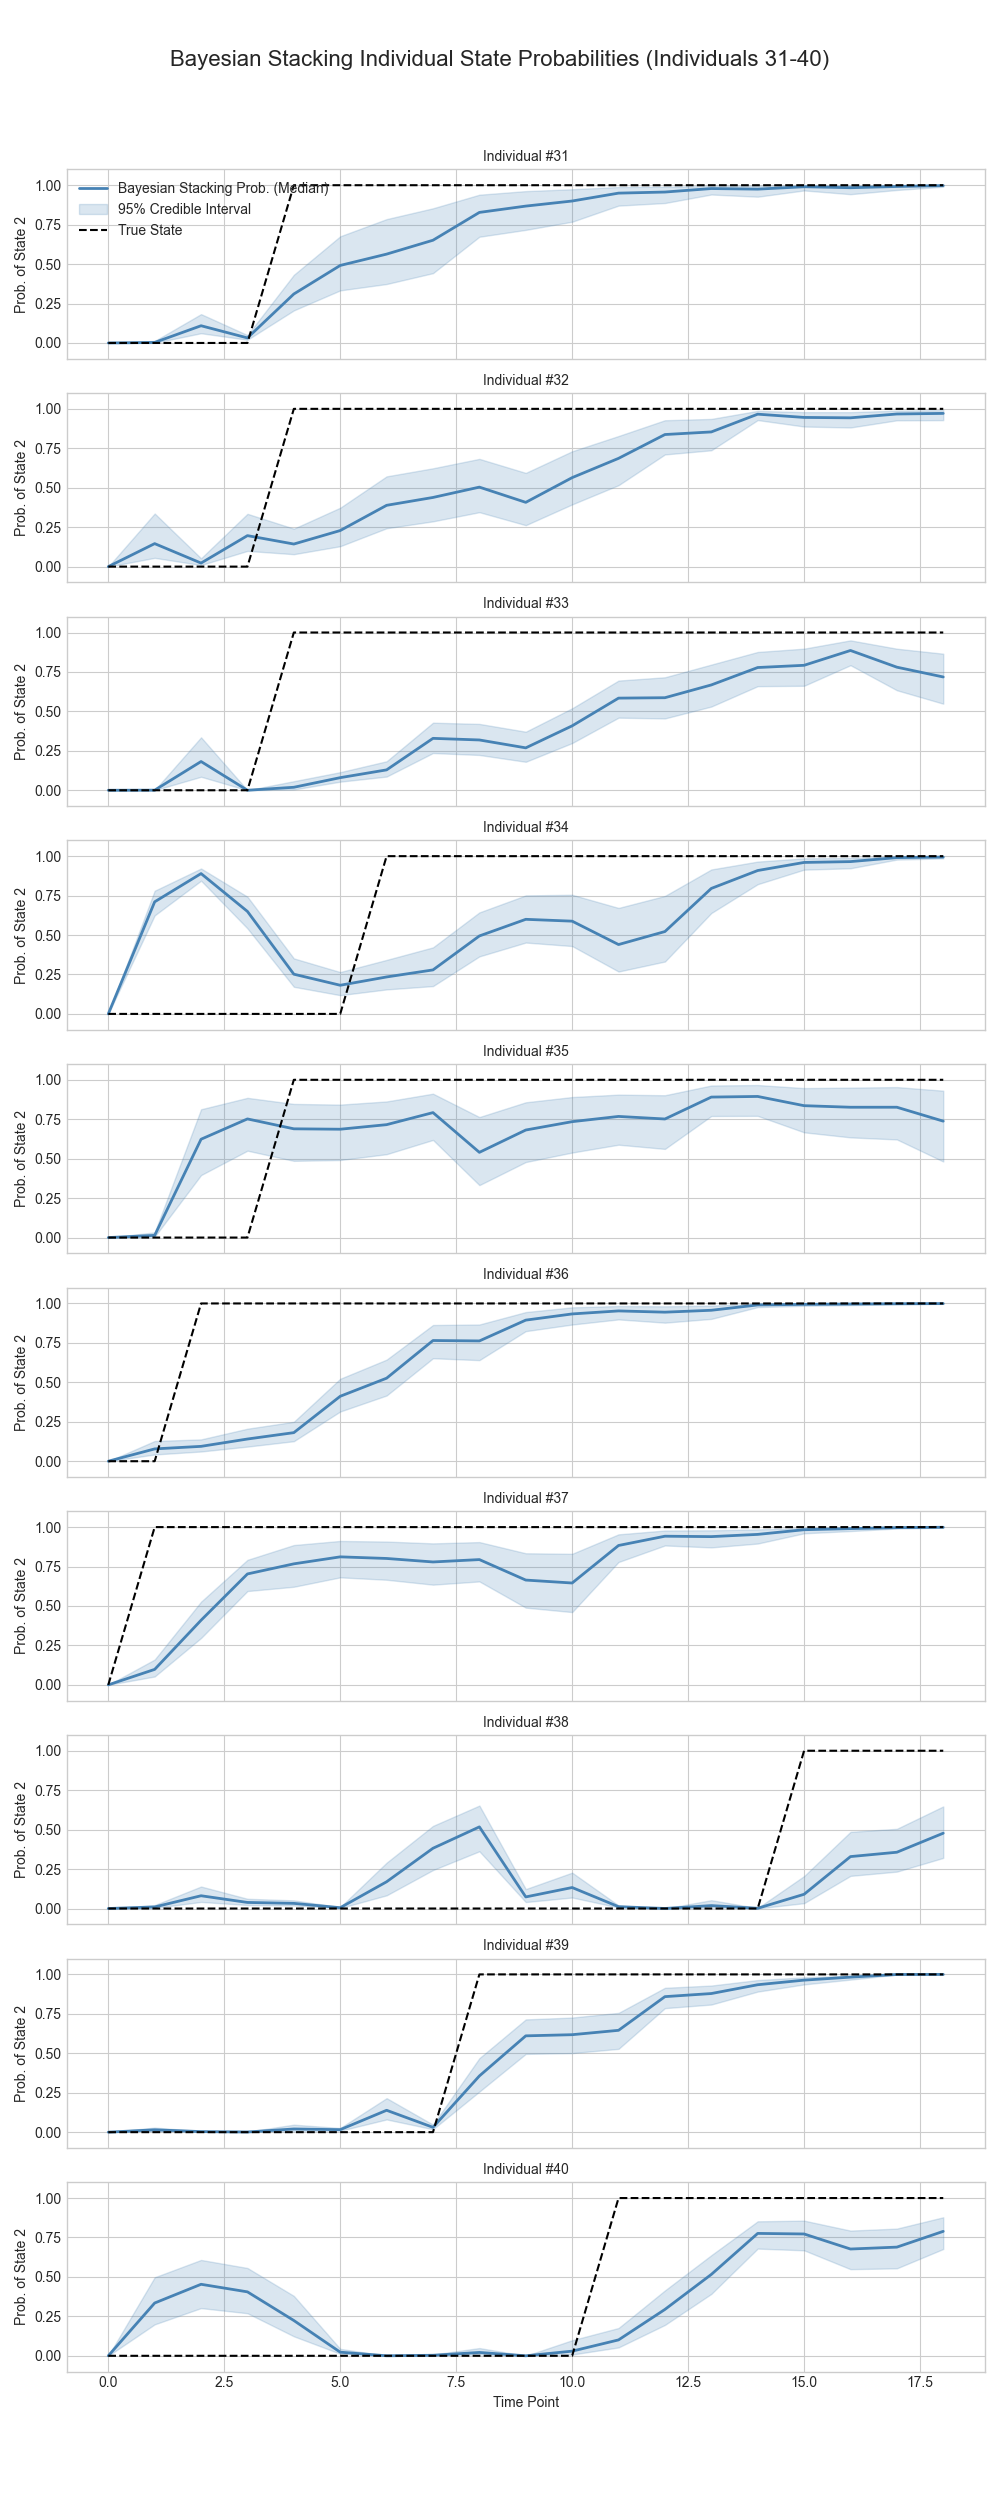 Bayesian Stacking Individual State Probabilities (Individuals 31-40)
Individual #31
1.00
0.75
0.50
0.25
0.00
Prob. of State 2
Bayesian Stacking Prob. (Median)
95% Credible Interval
True State
Individual #32
1.00
0.75
0.50
0.25
0.00
Prob. of State 2
Individual #33
1.00
0.75
0.50
0.25
0.00
Prob. of State 2
Individual #34
1.00
0.75
0.50
0.25
0.00
Prob. of State 2
Individual #35
1.00
0.75
0.50
0.25
0.00
Prob. of State 2
Individual #36
1.00
0.75
0.50
0.25
0.00
Prob. of State 2
Individual #37
1.00
0.75
0.50
0.25
0.00
Prob. of State 2
Individual #38
1.00
0.75
0.50
0.25
0.00
Prob. of State 2
Individual #39
1.00
0.75
0.50
0.25
0.00
Prob. of State 2
Individual #40
1.00
0.75
0.50
0.25
0.00
Prob. of State 2
0.0 2.5 5.0 7.5 10.0 12.5 15.0 17.5
Time Point